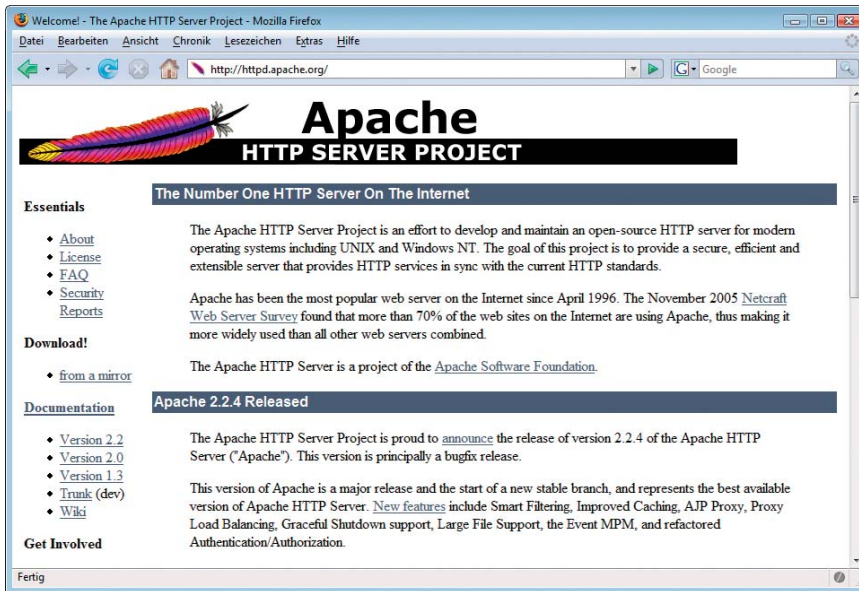 Welcome! - The Apache HTTP Server Project - Mozilla Firefox
Datei Bearbeiten Ansicht Chronik Lesezeichen Extras Hilfe
http://httpd.apache.org/
G Google
Apache
HTTP SERVER PROJECT
Essentials
About
License
FAQ
Security
Reports
Download!
from a mirror
Documentation
Version 2.2
Version 2.0
Version 1.3
Trunk (dev)
Wiki
Get Involved
The Number One HTTP Server On The Internet
The Apache HTTP Server Project is an effort to develop and maintain an open-source HTTP server for modern
operating systems including UNIX and Windows NT. The goal of this project is to provide a secure, efficient and
extensible server that provides HTTP services in sync with the current HTTP standards.
Apache has been the most popular web server on the Internet since April 1996. The November 2005 Netcraft
Web Server Survey found that more than 70% of the web sites on the Internet are using Apache, thus making it
more widely used than all other web servers combined.
The Apache HTTP Server is a project of the Apache Software Foundation.
Apache 2.2.4 Released
The Apache HTTP Server Project is proud to announce the release of version 2.2.4 of the Apache HTTP
Server ("Apache"). This version is principally a bugfix release.
This version of Apache is a major release and the start of a new stable branch, and represents the best available
version of Apache HTTP Server. New features include Smart Filtering, Improved Caching, AJP Proxy, Proxy
Load Balancing, Graceful Shutdown support, Large File Support, the Event MPM, and refactored
Authentication/Authorization.
Fertig